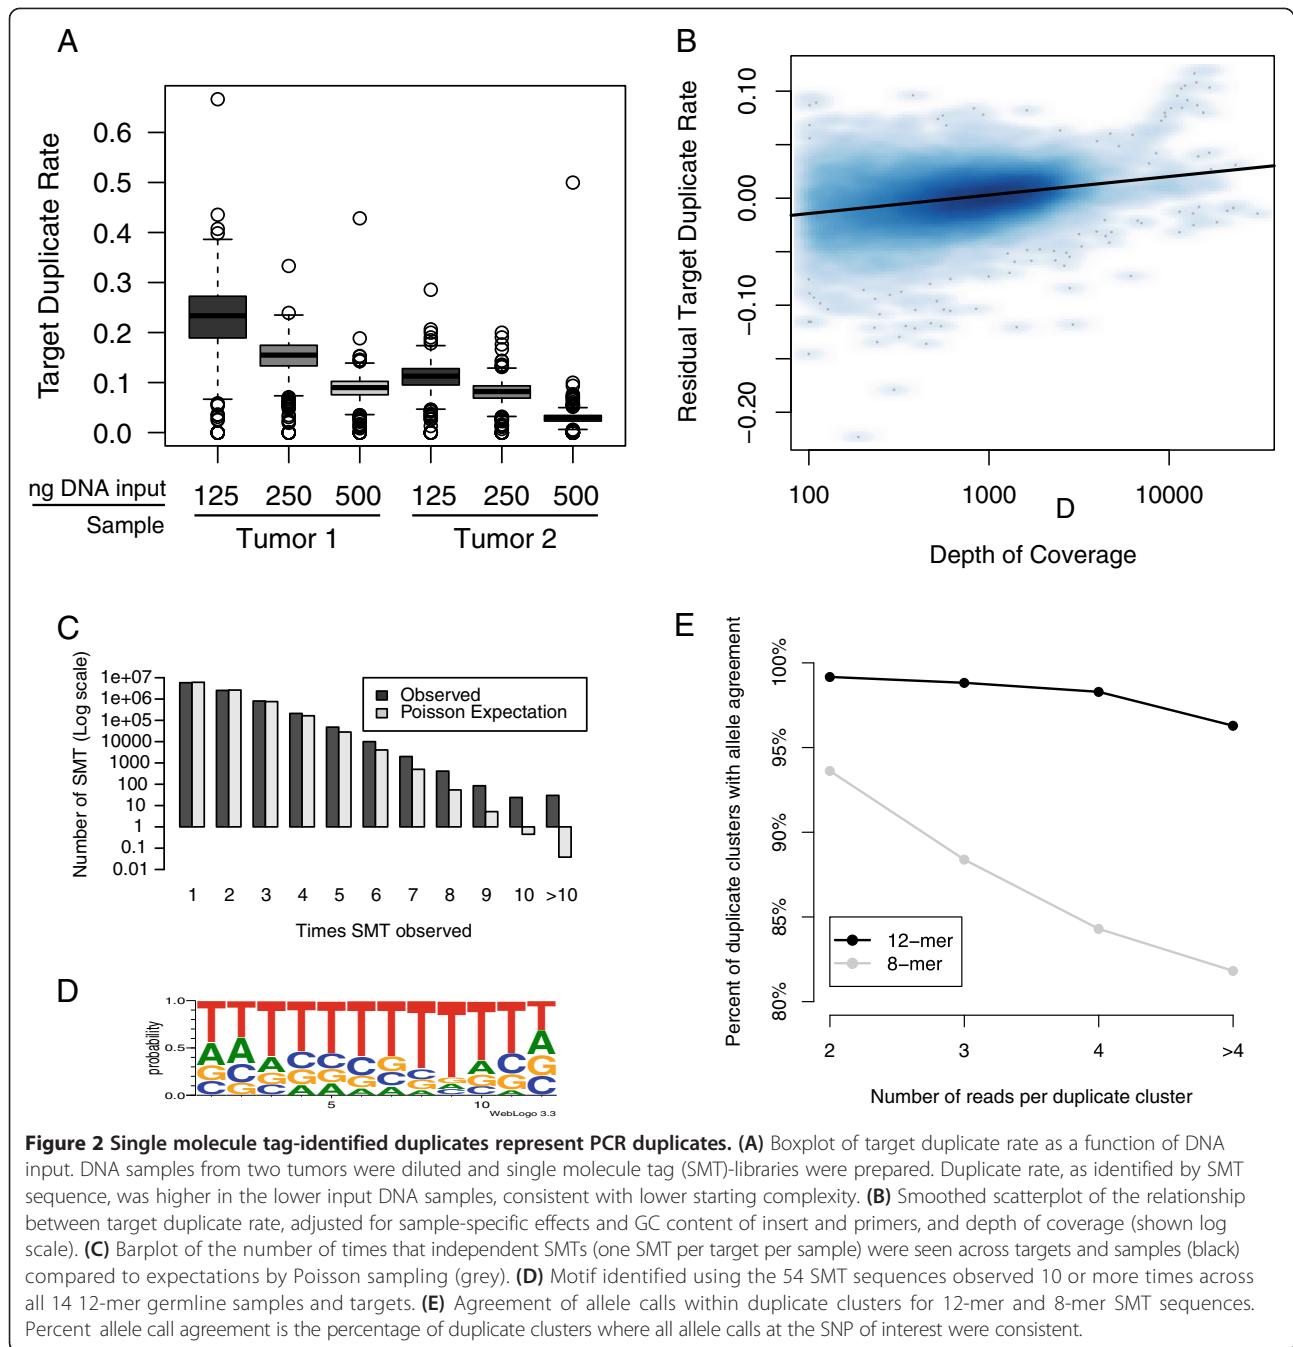 A
Target Duplicate Rate
0.6
0.5
0.4
0.3
0.2
0.1
0.0
ng DNA input
125 250 500 125 250 500
Sample
Tumor 1 Tumor 2
B
Residual Target Duplicate Rate
0.10
0.00
−0.10
−0.20
100 1000 10000
D
Depth of Coverage
C
Number of SMT (Log scale)
1e+07
1e+06
1e+05
10000
1000
100
10
1
0.1
0.01
Observed
Poisson Expectation
1 2 3 4 5 6 7 8 9 10 >10
Times SMT observed
D
probability
1.0
0.5
0.0
T T T T T T T T T T T T
A A A C C C G C G A C A
G C G G G G C G A G G G
C G C A A A A A C C A C
5 10
WebLogo 3.3
E
Percent of duplicate clusters with allele agreement
100%
95%
90%
85%
80%
12−mer
8−mer
2 3 4 >4
Number of reads per duplicate cluster
Figure 2 Single molecule tag-identified duplicates represent PCR duplicates. (A) Boxplot of target duplicate rate as a function of DNA
input. DNA samples from two tumors were diluted and single molecule tag (SMT)-libraries were prepared. Duplicate rate, as identified by SMT
sequence, was higher in the lower input DNA samples, consistent with lower starting complexity. (B) Smoothed scatterplot of the relationship
between target duplicate rate, adjusted for sample-specific effects and GC content of insert and primers, and depth of coverage (shown log
scale). (C) Barplot of the number of times that independent SMTs (one SMT per target per sample) were seen across targets and samples (black)
compared to expectations by Poisson sampling (grey). (D) Motif identified using the 54 SMT sequences observed 10 or more times across
all 14 12-mer germline samples and targets. (E) Agreement of allele calls within duplicate clusters for 12-mer and 8-mer SMT sequences.
Percent allele call agreement is the percentage of duplicate clusters where all allele calls at the SNP of interest were consistent.